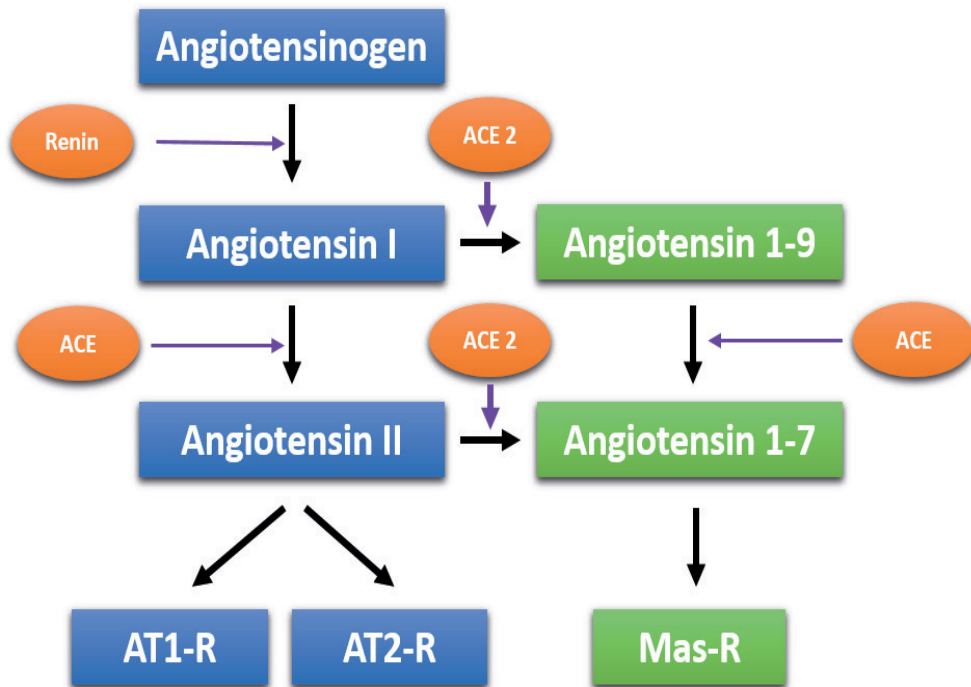 Angiotensinogen
Renin
ACE 2
Angiotensin I
Angiotensin 1-9
ACE
ACE 2
ACE
Angiotensin II
Angiotensin 1-7
AT1-R
AT2-R
Mas-R